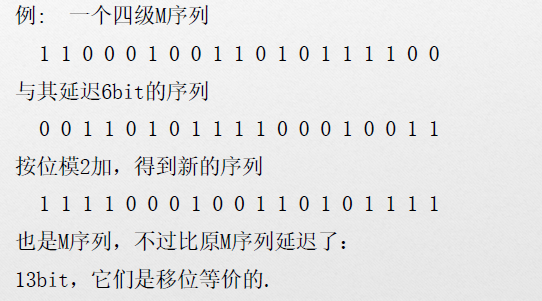 例: 一个四级M序列
1 1 0 0 0 1 0 0 1 1 0 1 0 1 1 1 1 0 0
与其延迟6bit的序列
0 0 1 1 0 1 0 1 1 1 1 0 0 0 1 0 0 1 1
按位模2加，得到新的序列
1 1 1 1 0 0 0 1 0 0 1 1 0 1 0 1 1 1 1
也是M序列，不过比原M序列延迟了：
13bit，它们是移位等价的.